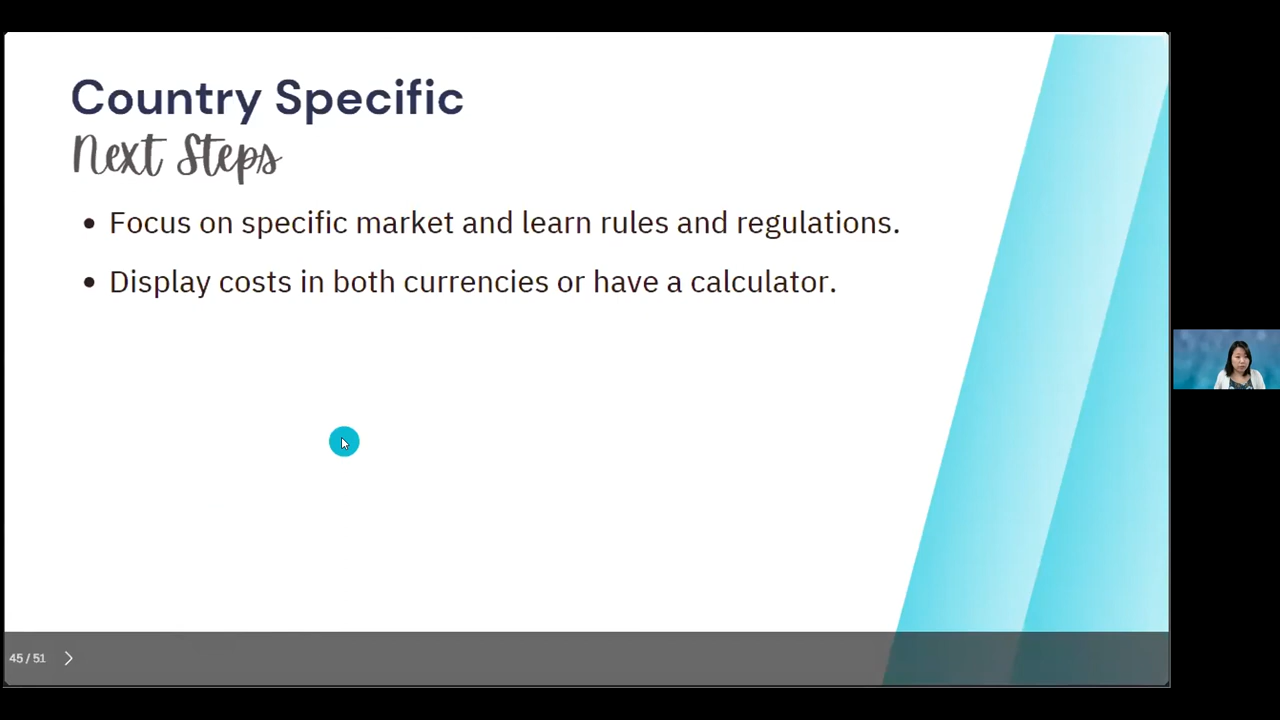 Country Specific
Next Steps
Focus on specific market and learn rules and regulations.
Display costs in both currencies or have a calculator.
45 / 51